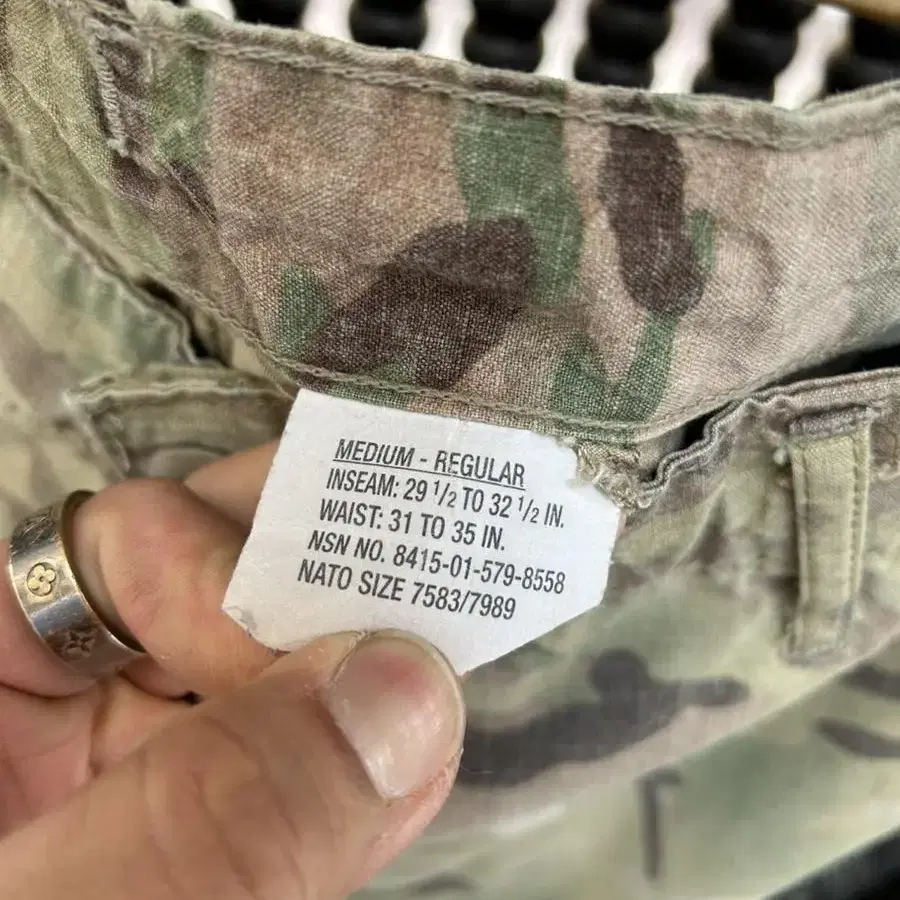 MEDIUM - REGULAR
INSEAM: 29 1/2 TO 32 1/2 IN.
WAIST: 31 TO 35 IN.
NSN NO. 8415-01-579-8558
NATO SIZE 7583/7989